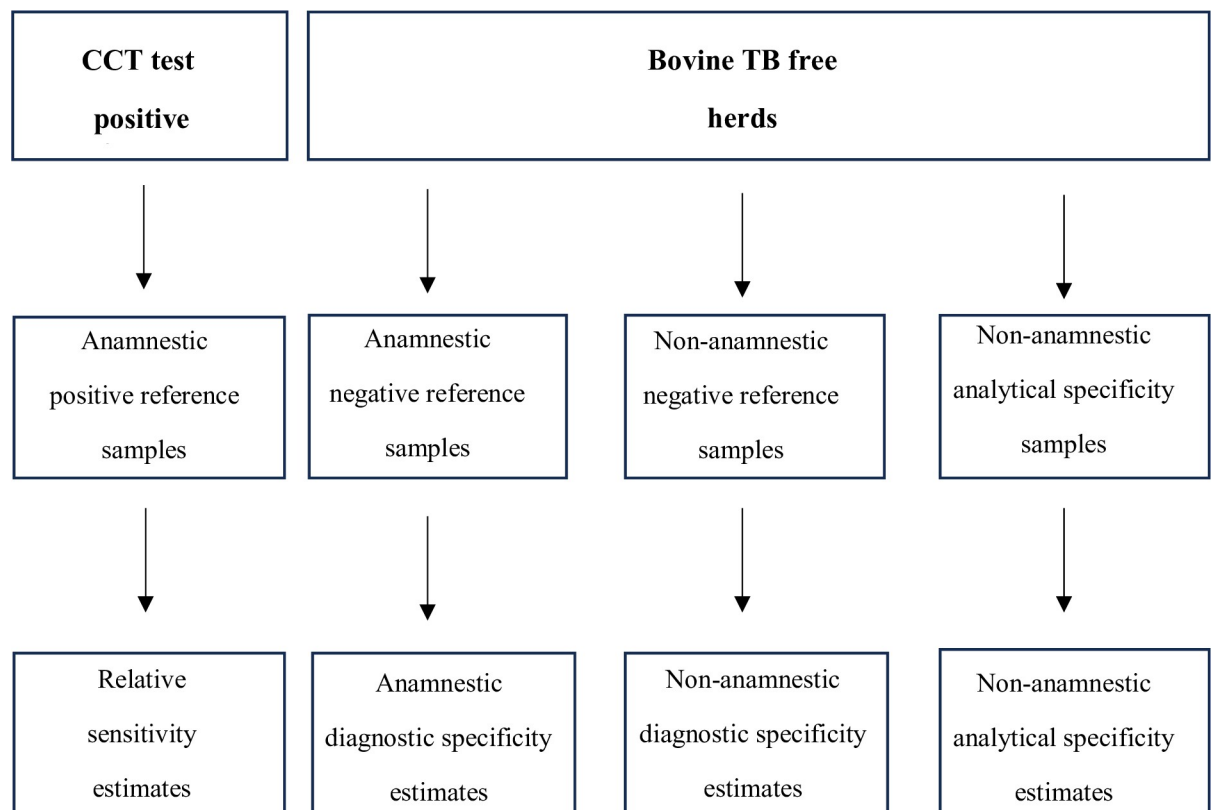 CCT test
positive
Bovine TB free
herds
Anamnestic
positive reference
samples
Anamnestic
negative reference
samples
Non-anamnestic
negative reference
samples
Non-anamnestic
analytical specificity
samples
Relative
sensitivity
estimates
Anamnestic
diagnostic specificity
estimates
Non-anamnestic
diagnostic specificity
estimates
Non-anamnestic
analytical specificity
estimates